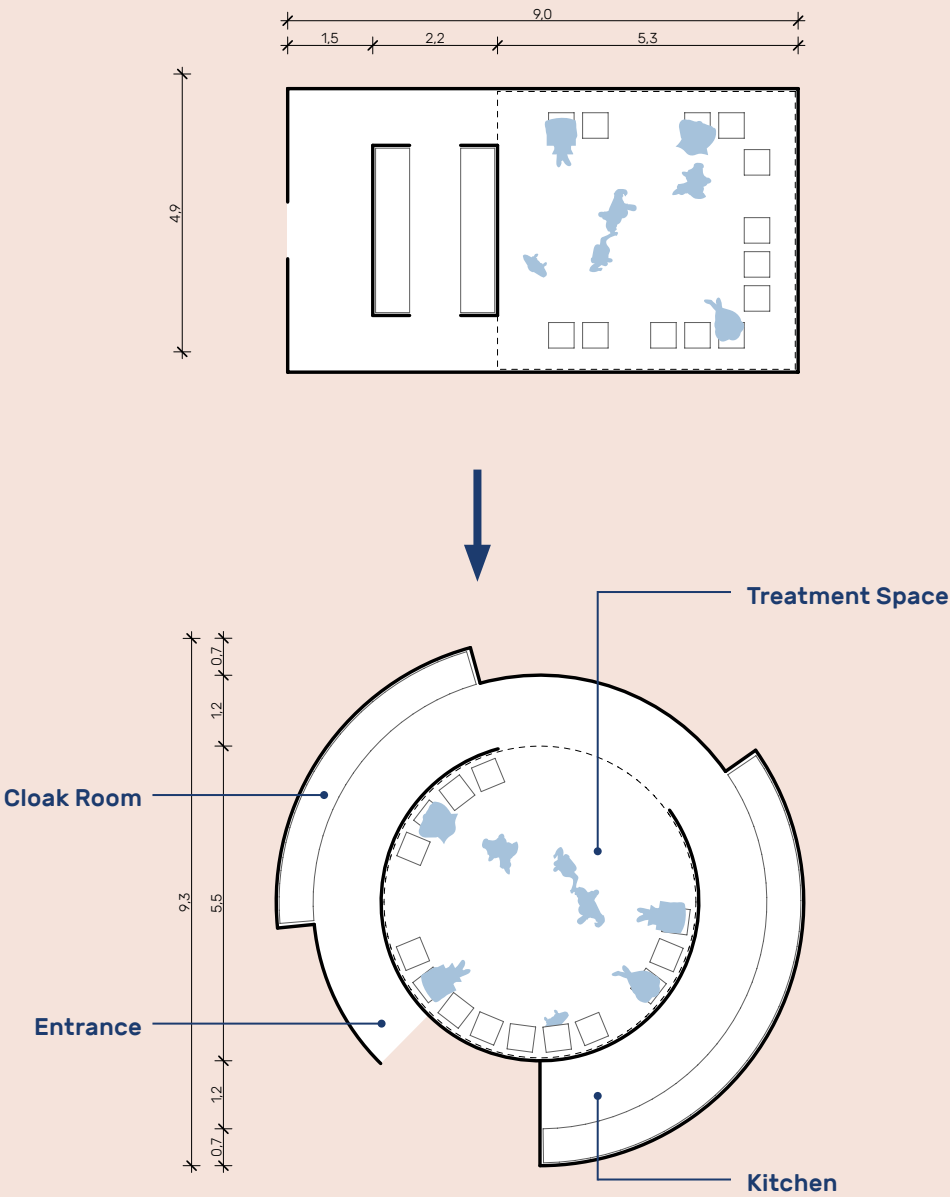 9,0
1,5
2,2
5,3
4,9
Treatment Space
0,7
1,2
Cloak Room
9,3
5,5
Entrance
1,2
0,7
Kitchen